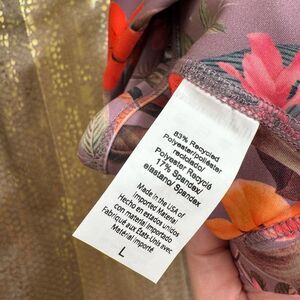 83% Recycled
Polyester/poliéster
reciclado/
Polyester Recyclé
17% Spandex/
elastano/ Spandex
Made in the USA of
Imported Material
Hecho en estados unidos
con material importado
Fabriqué aux États-Unis avec
Matériel importé
L